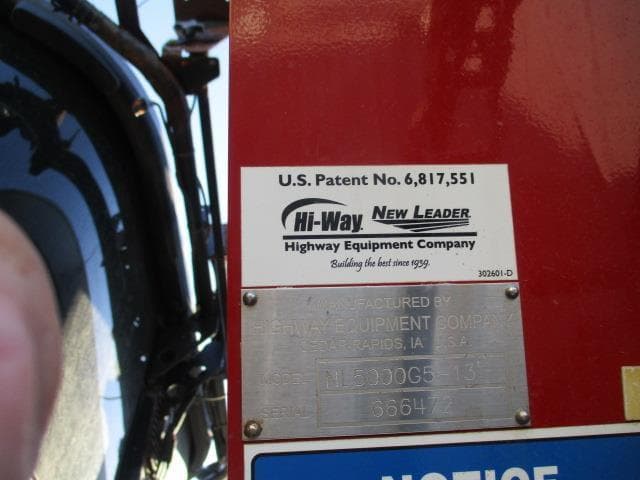 U.S. Patent No. 6,817,551
Hi-Way NEW LEADER
Highway Equipment Company
Building the best since 1939.
302601-D
MANUFACTURED BY
HIGHWAY EQUIPMENT COMPANY
CEDAR RAPIDS, IA. U.S.A.
MODEL NL5000G5-13'
SERIAL 666472
NOTICE